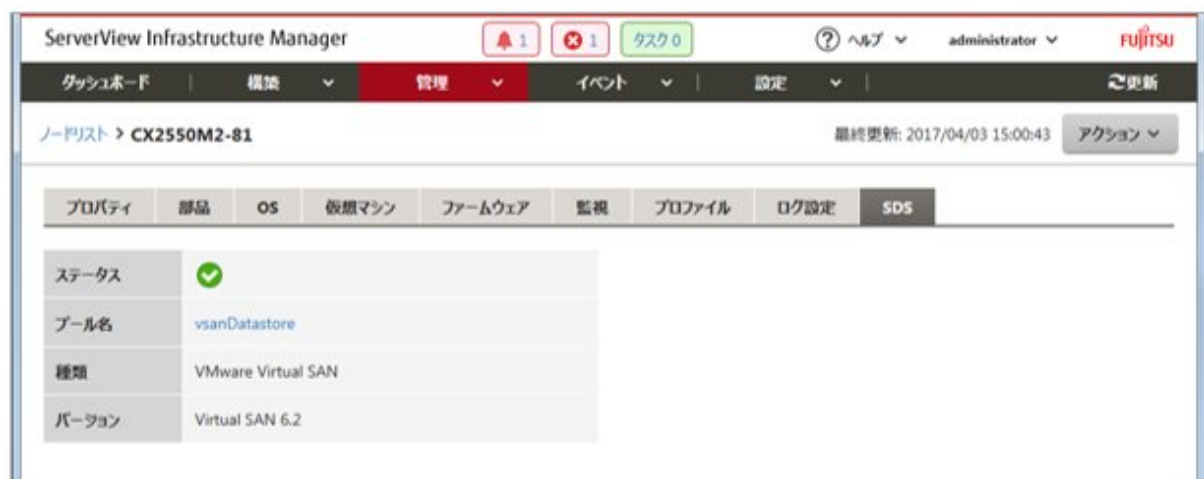 ServerView Infrastructure Manager 1 1 タスク 0 ? ヘルプ administrator FUJITSU
ダッシュボード | 構築 管理 イベント | 設定 | 更新
ノードリスト > CX2550M2-81 最終更新: 2017/04/03 15:00:43 アクション
プロパティ 部品 OS 仮想マシン ファームウェア 監視 プロファイル ログ設定 SDS
ステータス
プール名 vsanDatastore
種類 VMware Virtual SAN
バージョン Virtual SAN 6.2